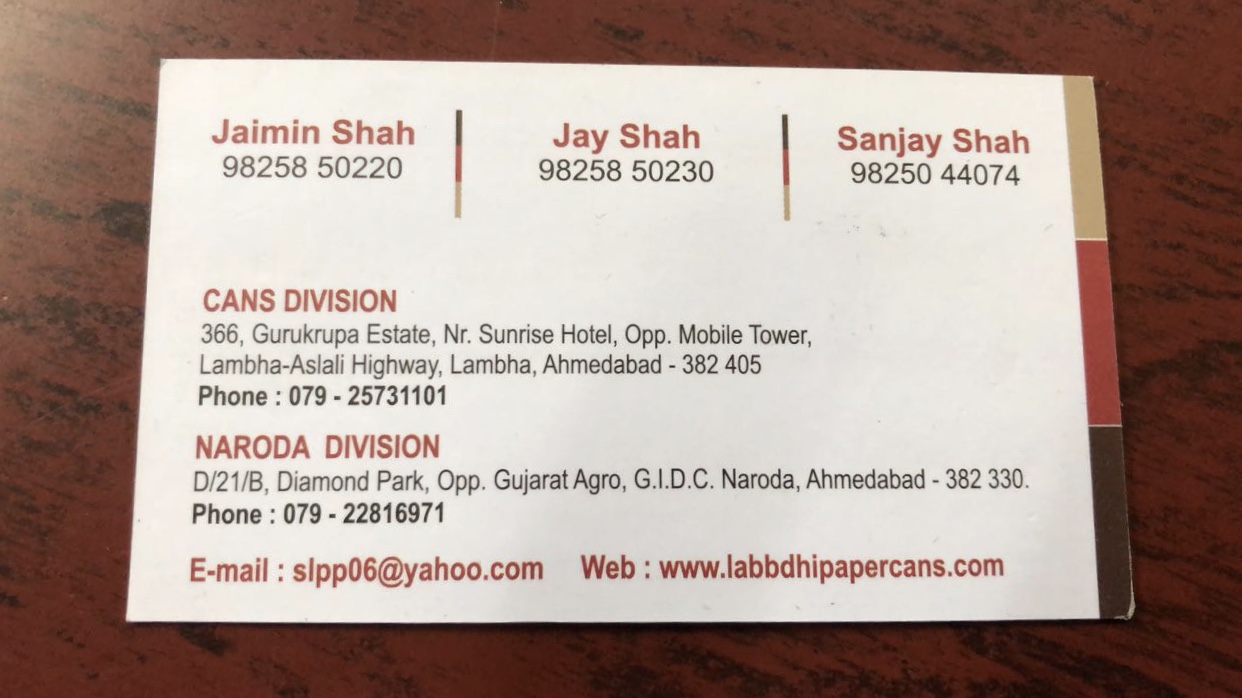 Jaimin Shah
98258 50220
Jay Shah
98258 50230
Sanjay Shah
98250 44074
CANS DIVISION
366, Gurukrupa Estate, Nr. Sunrise Hotel, Opp. Mobile Tower,
Lambha-Aslali Highway, Lambha, Ahmedabad - 382 405
Phone : 079 - 25731101
NARODA DIVISION
D/21/B, Diamond Park, Opp. Gujarat Agro, G.I.D.C. Naroda, Ahmedabad - 382 330.
Phone : 079 - 22816971
E-mail : slpp06@yahoo.com Web : www.labbdhipapercans.com